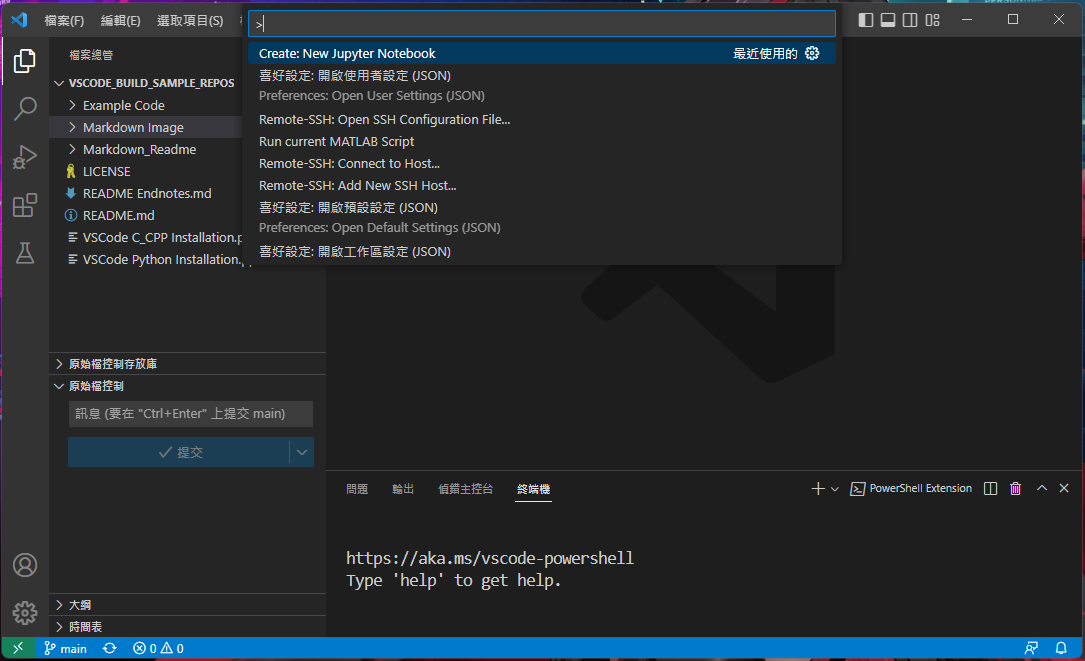 檔案(F) 編輯(E) 選取項目(S)
>
Create: New Jupyter Notebook 最近使用的
喜好設定: 開啟使用者設定 (JSON)
Preferences: Open User Settings (JSON)
Remote-SSH: Open SSH Configuration File...
Run current MATLAB Script
Remote-SSH: Connect to Host...
Remote-SSH: Add New SSH Host...
喜好設定: 開啟預設設定 (JSON)
Preferences: Open Default Settings (JSON)
喜好設定: 開啟工作區設定 (JSON)
檔案總管
VSCODE_BUILD_SAMPLE_REPOS
Example Code
Markdown Image
Markdown_Readme
LICENSE
README Endnotes.md
README.md
VSCode C_CPP Installation.p
VSCode Python Installation.
原始檔控制存放庫
原始檔控制
訊息 (要在 "Ctrl+Enter" 上提交 main)
提交
大綱
時間表
問題 輸出 偵錯主控台 終端機 PowerShell Extension
https://aka.ms/vscode-powershell
Type 'help' to get help.
main 0 0